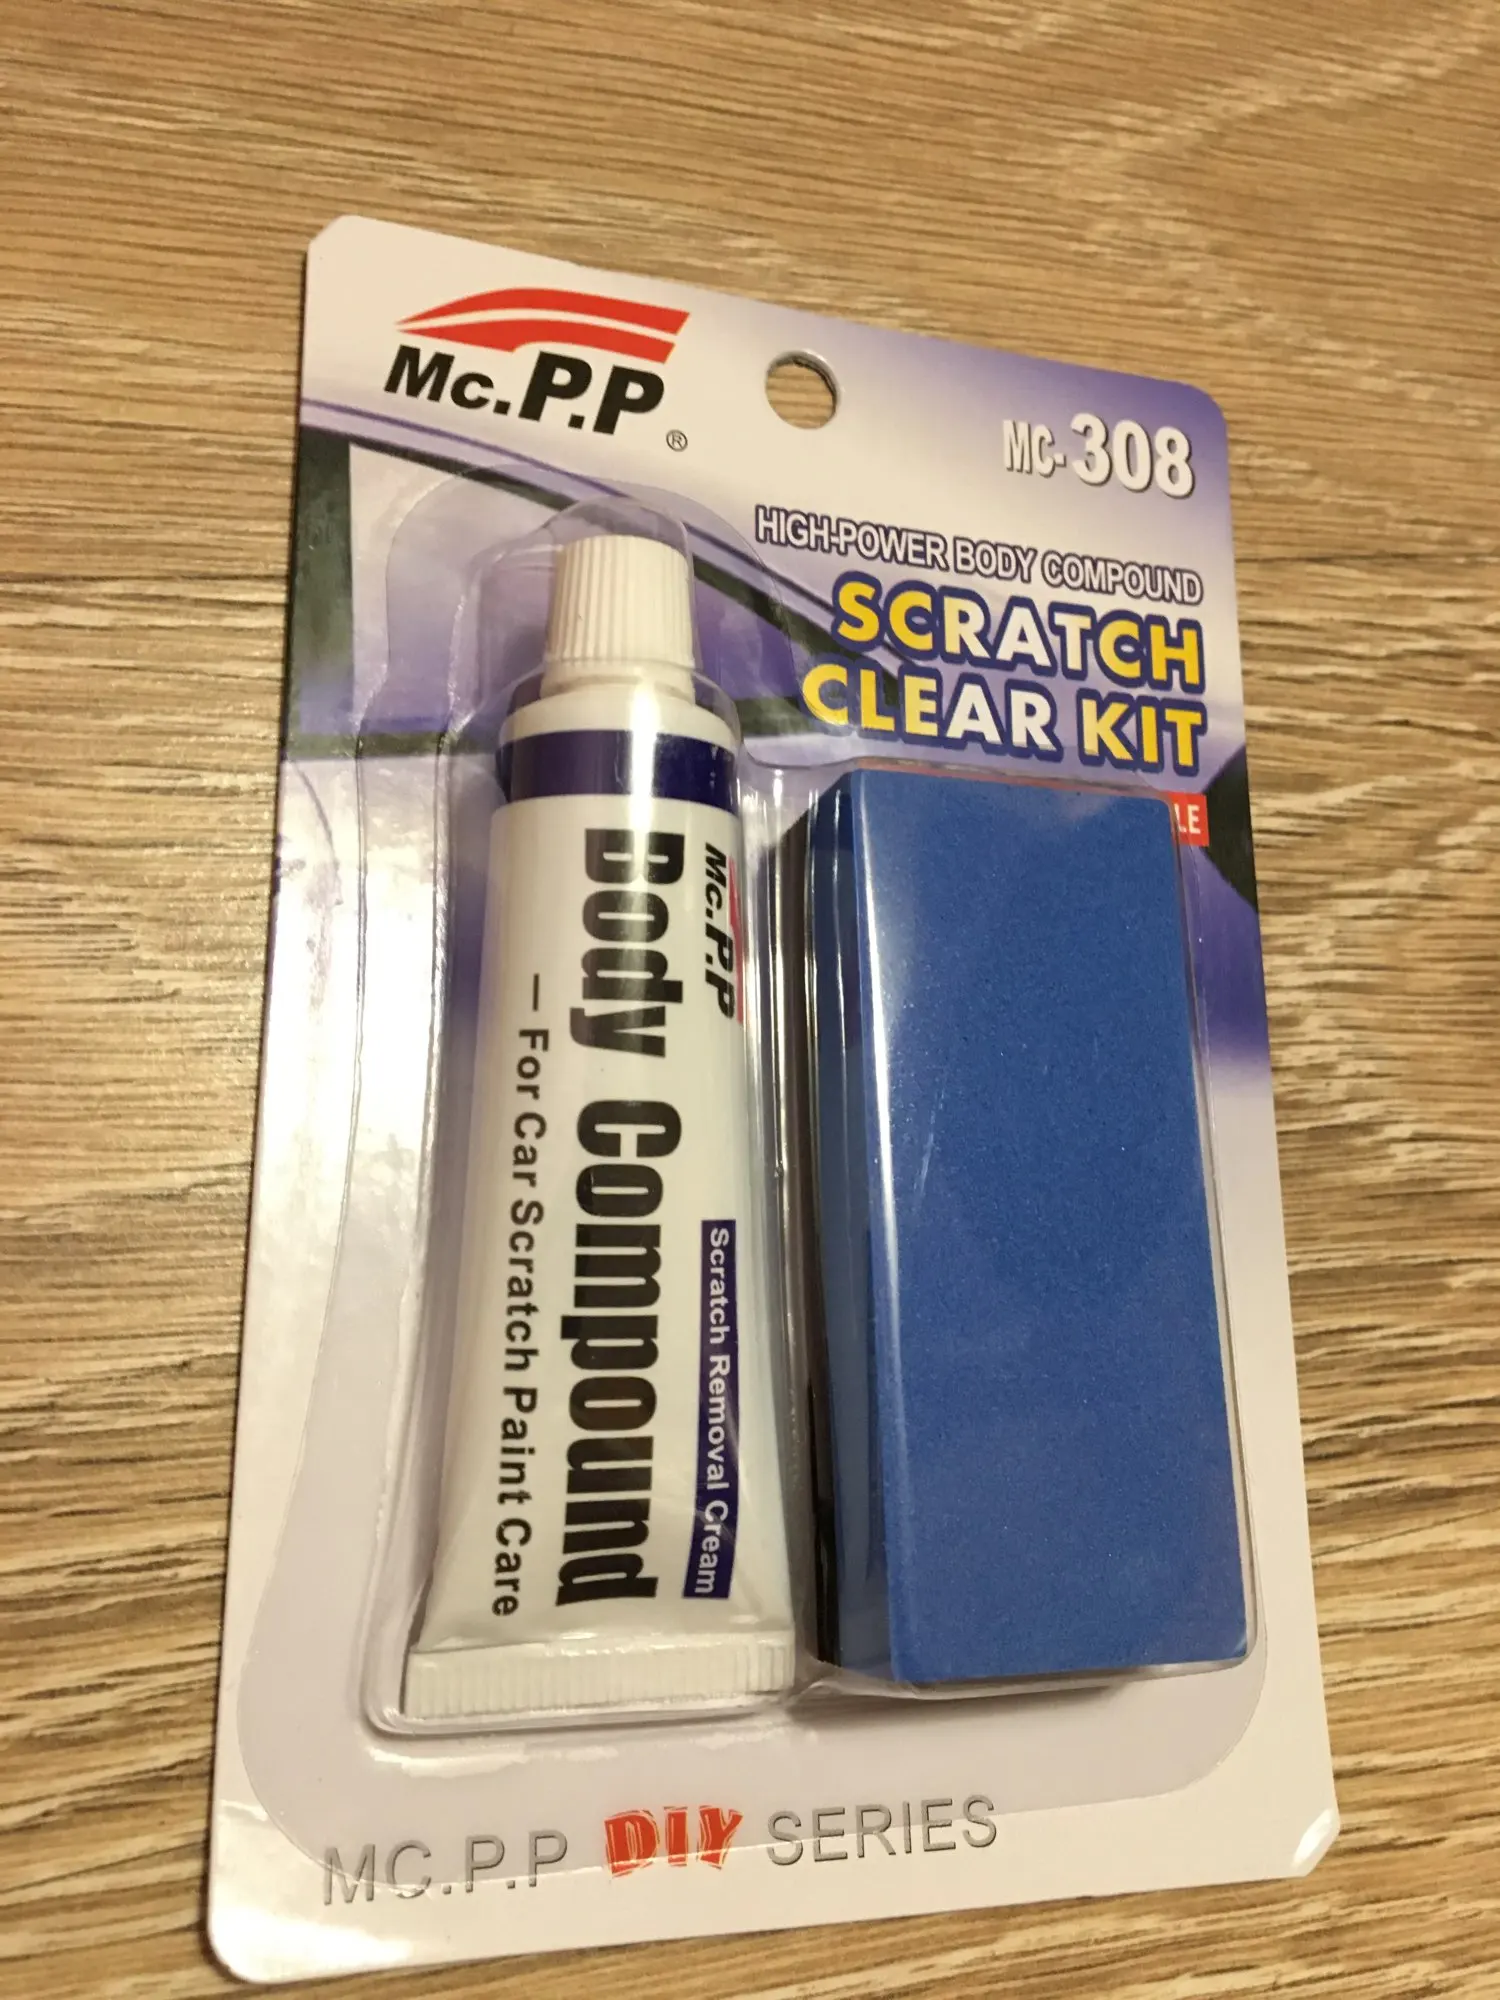 Mc.P.P ®
MC-308
HIGH-POWER BODY COMPOUND
SCRATCH
CLEAR KIT
Mc.P.P
Scratch Removal Cream
Body Compound
— For Car Scratch Paint Care
MC.P.P DIY SERIES